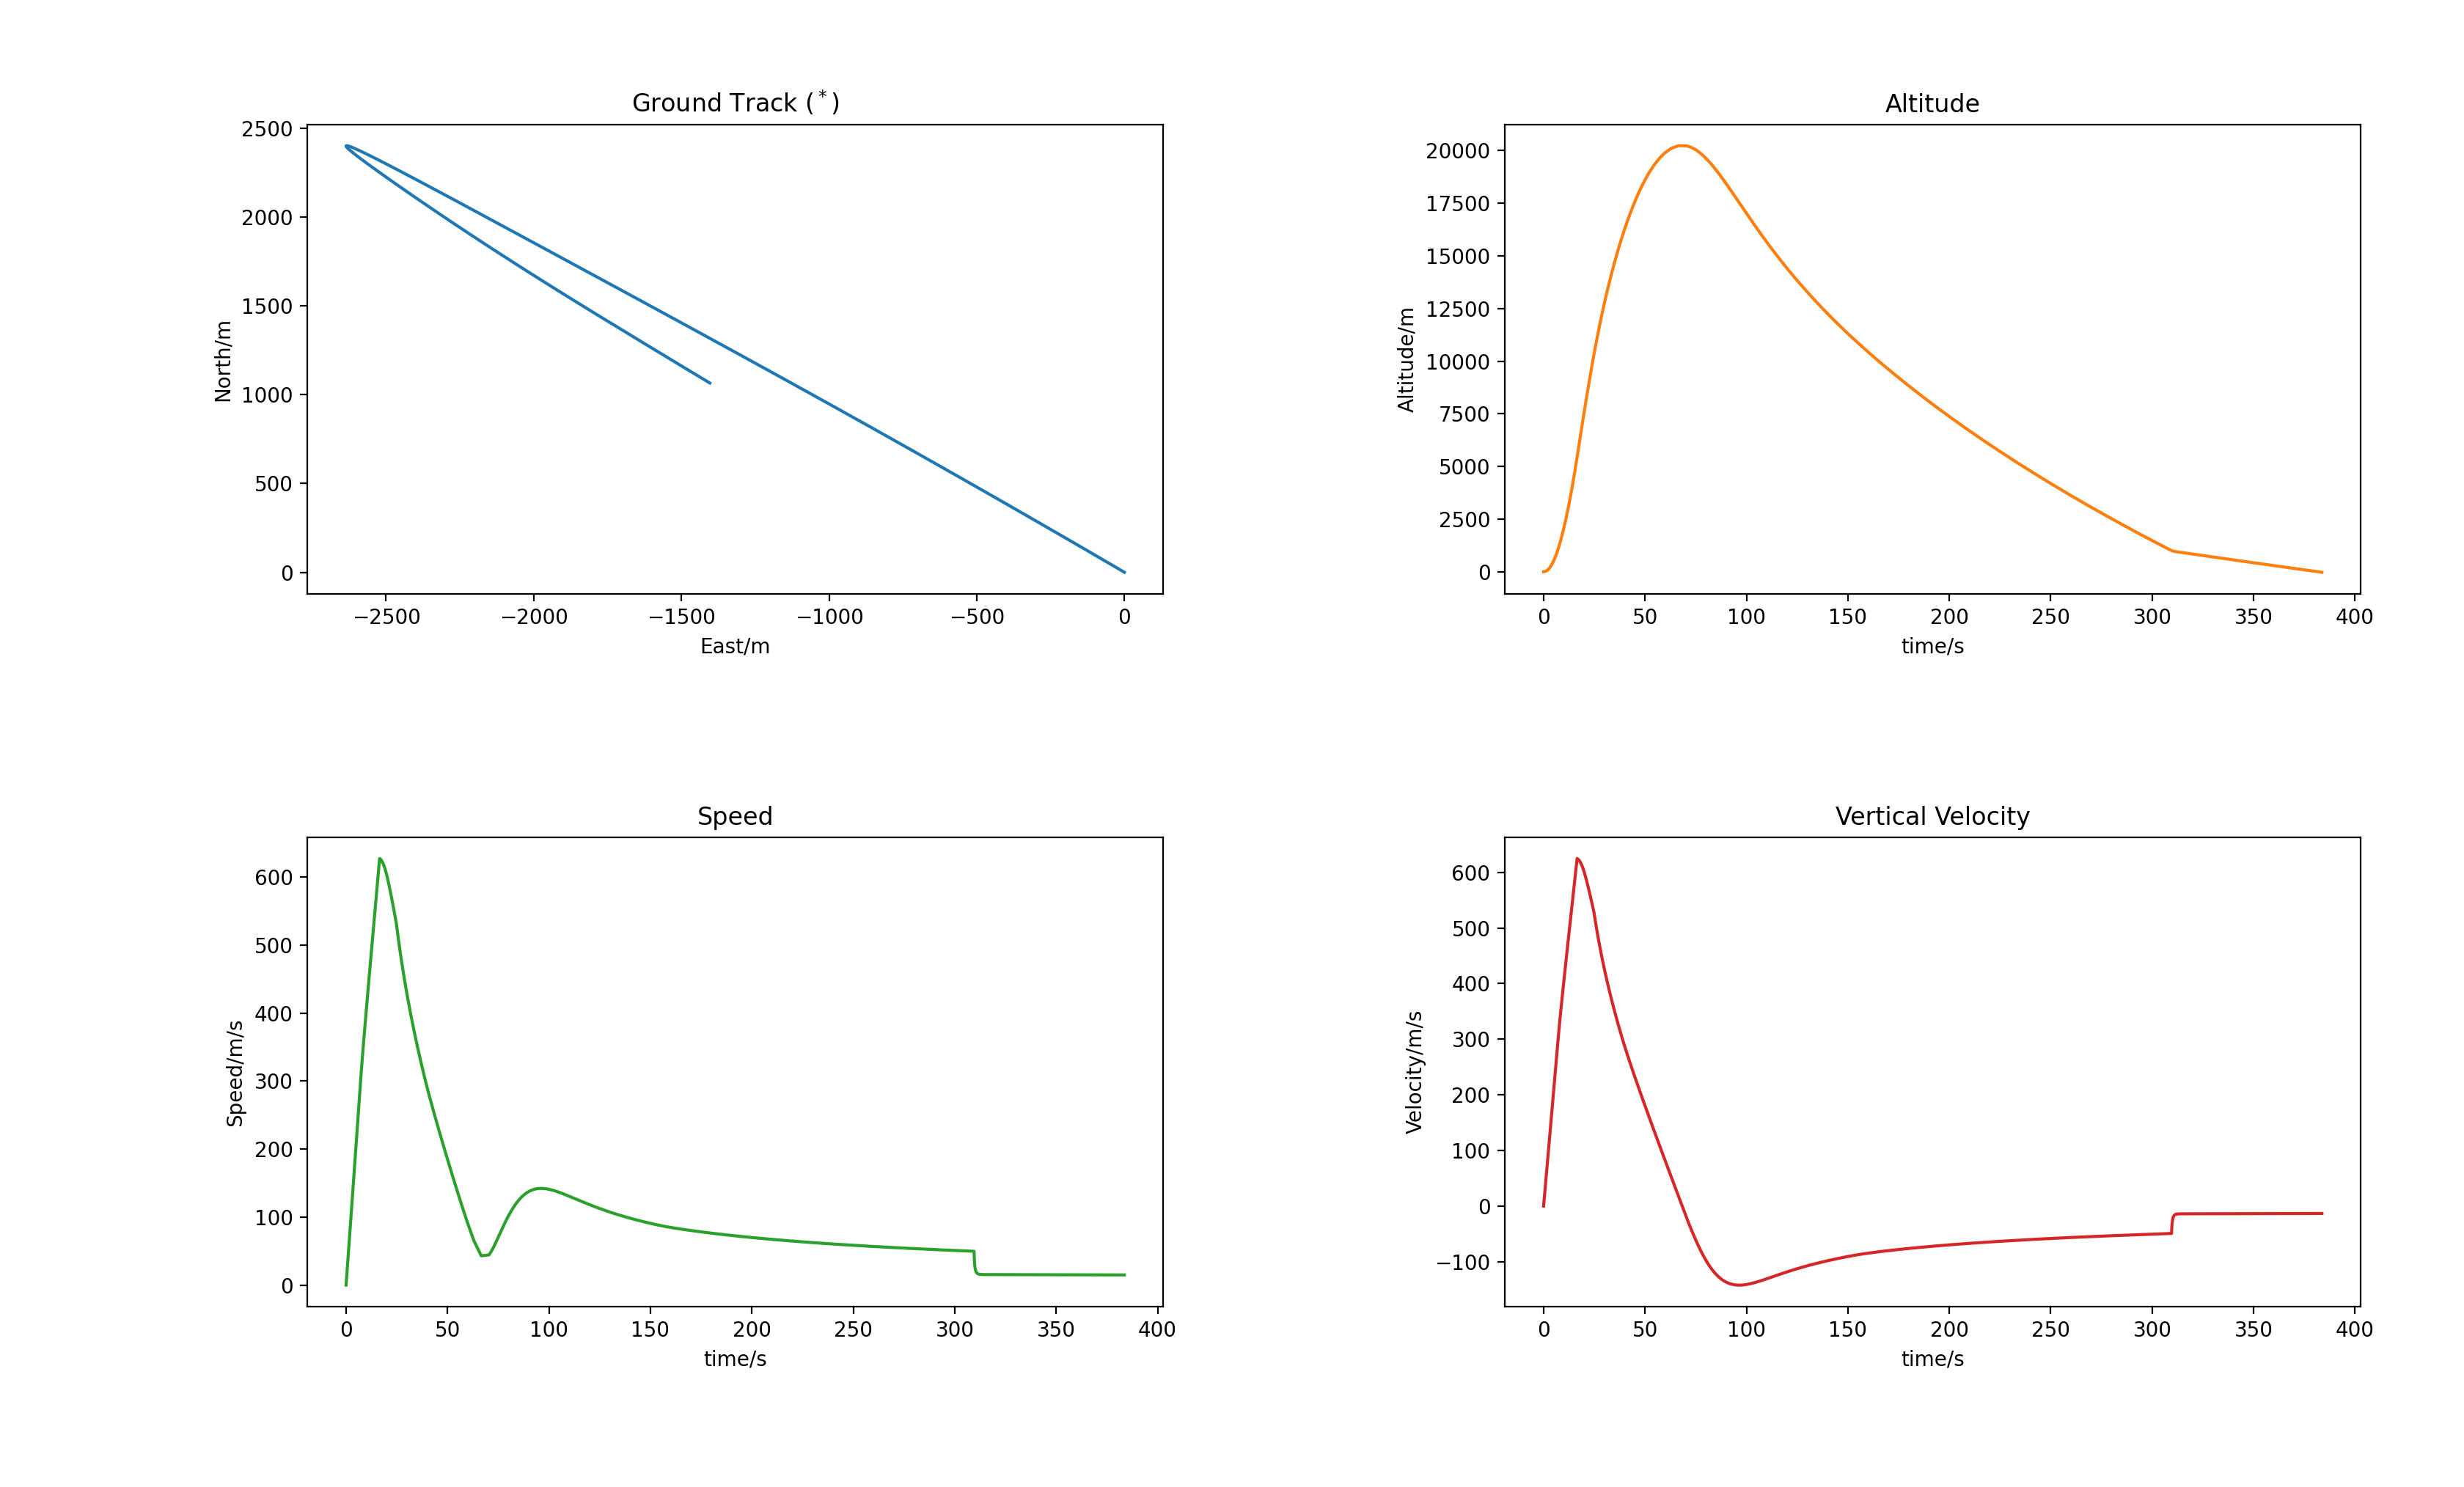 Ground Track (*)
North/m
2500
2000
1500
1000
500
0
−2500 −2000 −1500 −1000 −500 0
East/m
Altitude
Altitude/m
20000
17500
15000
12500
10000
7500
5000
2500
0
0 50 100 150 200 250 300 350 400
time/s
Speed
Speed/m/s
600
500
400
300
200
100
0
0 50 100 150 200 250 300 350 400
time/s
Vertical Velocity
Velocity/m/s
600
500
400
300
200
100
0
−100
0 50 100 150 200 250 300 350 400
time/s